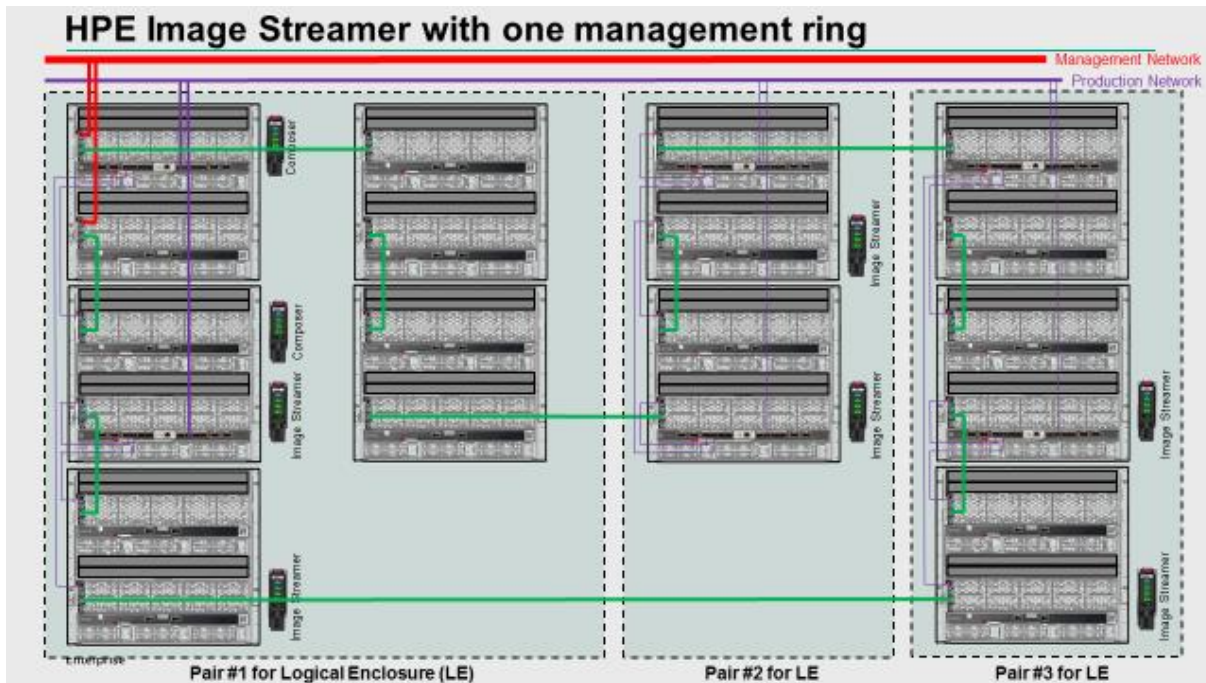 HPE Image Streamer with one management ring
Management Network
Production Network
Composer
Image Streamer
Composer
Image Streamer
Image Streamer
Image Streamer
Image Streamer
Image Streamer
Enterprise
Pair #1 for Logical Enclosure (LE)
Pair #2 for LE
Pair #3 for LE